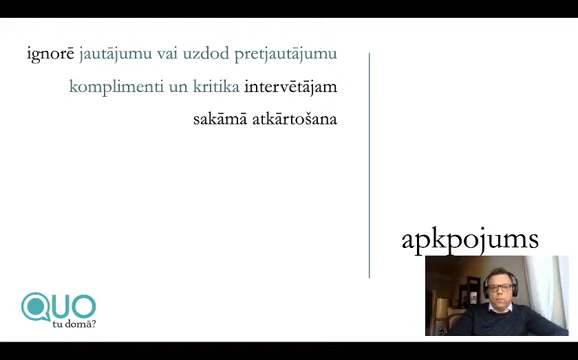 ignorē jautājumu vai uzdod pretjautājumu
komplimenti un kritika intervētājam
sakāmā atkārtošana
apkpojums
QUO
tu domā?